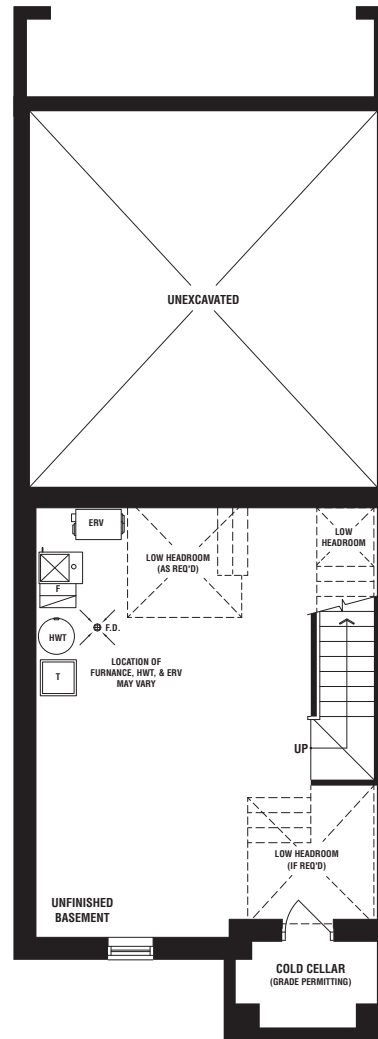 UNEXCAVATED
ERV
LOW HEADROOM
(AS REQ'D)
LOW
HEADROOM
F
HWT
F.D.
T
LOCATION OF
FURNANCE, HWT, & ERV
MAY VARY
UP
LOW HEADROOM
(IF REQ'D)
UNFINISHED
BASEMENT
COLD CELLAR
(GRADE PERMITTING)